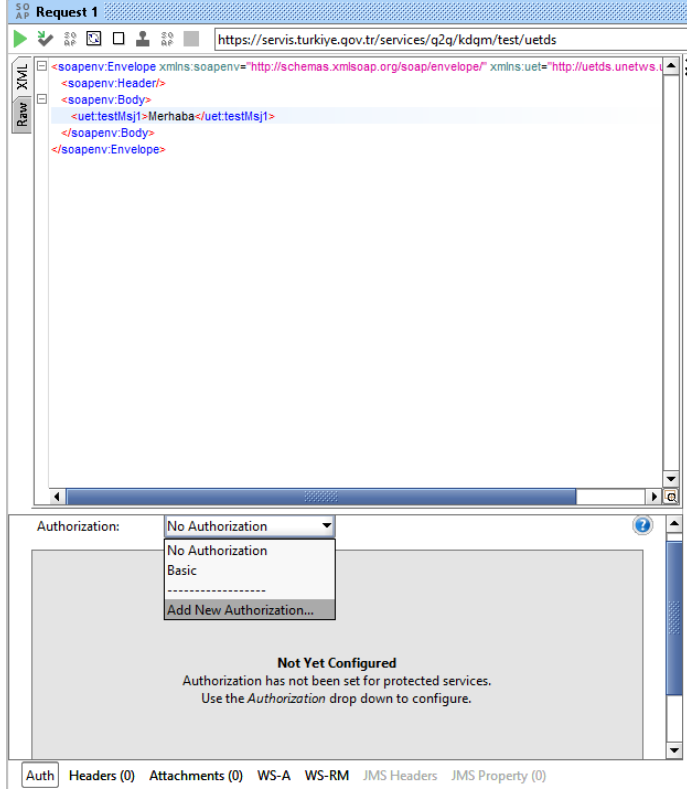 SO
AP Request 1
https://servis.turkiye.gov.tr/services/g2g/kdgm/test/uetds
XML
Raw
<soapenv:Envelope xmlns:soapenv="http://schemas.xmlsoap.org/soap/envelope/" xmlns:uet="http://uetds.unetws.u
<soapenv:Header/>
<soapenv:Body>
<uet:testMsj1>Merhaba</uet:testMsj1>
</soapenv:Body>
</soapenv:Envelope>
Authorization: No Authorization
No Authorization
Basic
------------------
Add New Authorization...
Not Yet Configured
Authorization has not been set for protected services.
Use the Authorization drop down to configure.
Auth Headers (0) Attachments (0) WS-A WS-RM JMS Headers JMS Property (0)